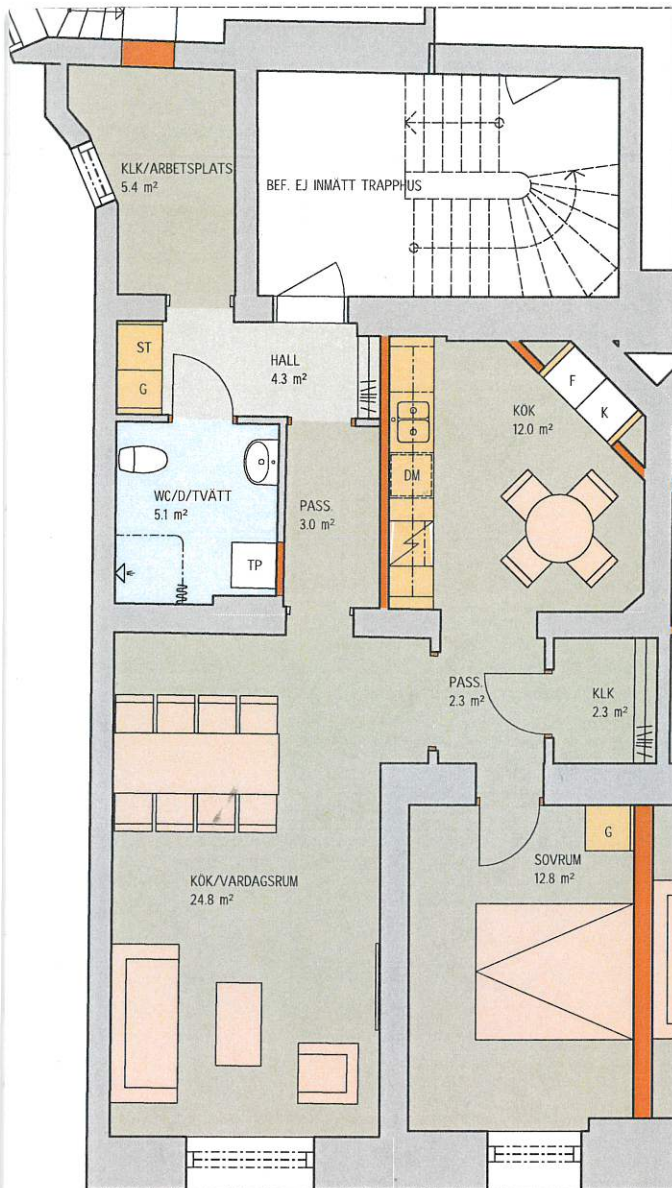 KLK/ARBETSPLATS
5.4 m²
BEF. EJ INMÄTT TRAPPHUS
ST
G
HALL
4.3 m²
F
K
KÖK
12.0 m²
DM
WC/D/TVÄTT
5.1 m²
PASS.
3.0 m²
TP
PASS.
2.3 m²
KLK
2.3 m²
G
SOVRUM
12.8 m²
KÖK/VARDAGSRUM
24.8 m²